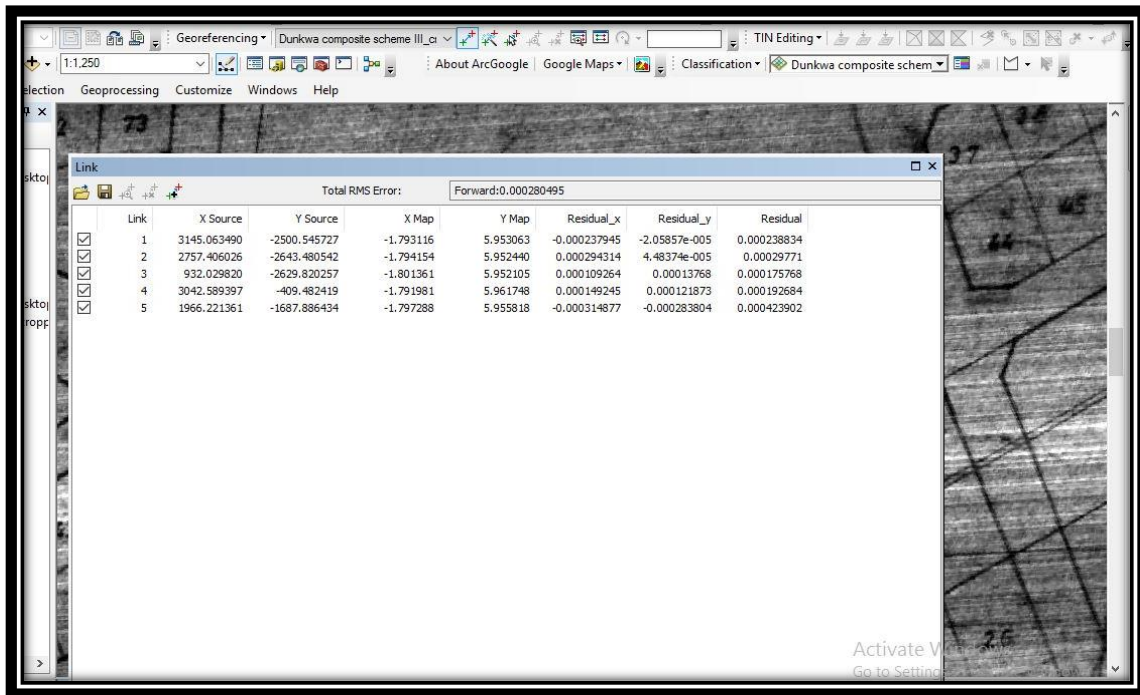 Georeferencing Dunkwa composite scheme III_cı TIN Editing
1:1,250 About ArcGoogle Google Maps Classification Dunkwa composite schem
election Geoprocessing Customize Windows Help
73
37
45
44
26
sktoı
sktoı
ropp
Link
Total RMS Error: Forward:0.000280495
Link X Source Y Source X Map Y Map Residual_x Residual_y Residual
1 3145.063490 -2500.545727 -1.793116 5.953063 -0.000237945 -2.05857e-005 0.000238834
2 2757.406026 -2643.480542 -1.794154 5.952440 0.000294314 4.48374e-005 0.00029771
3 932.029820 -2629.820257 -1.801361 5.952105 0.000109264 0.00013768 0.000175768
4 3042.589397 -409.482419 -1.791981 5.961748 0.000149245 0.000121873 0.000192684
5 1966.221361 -1687.886434 -1.797288 5.955818 -0.000314877 -0.000283804 0.000423902
Activate W
Go to Setting